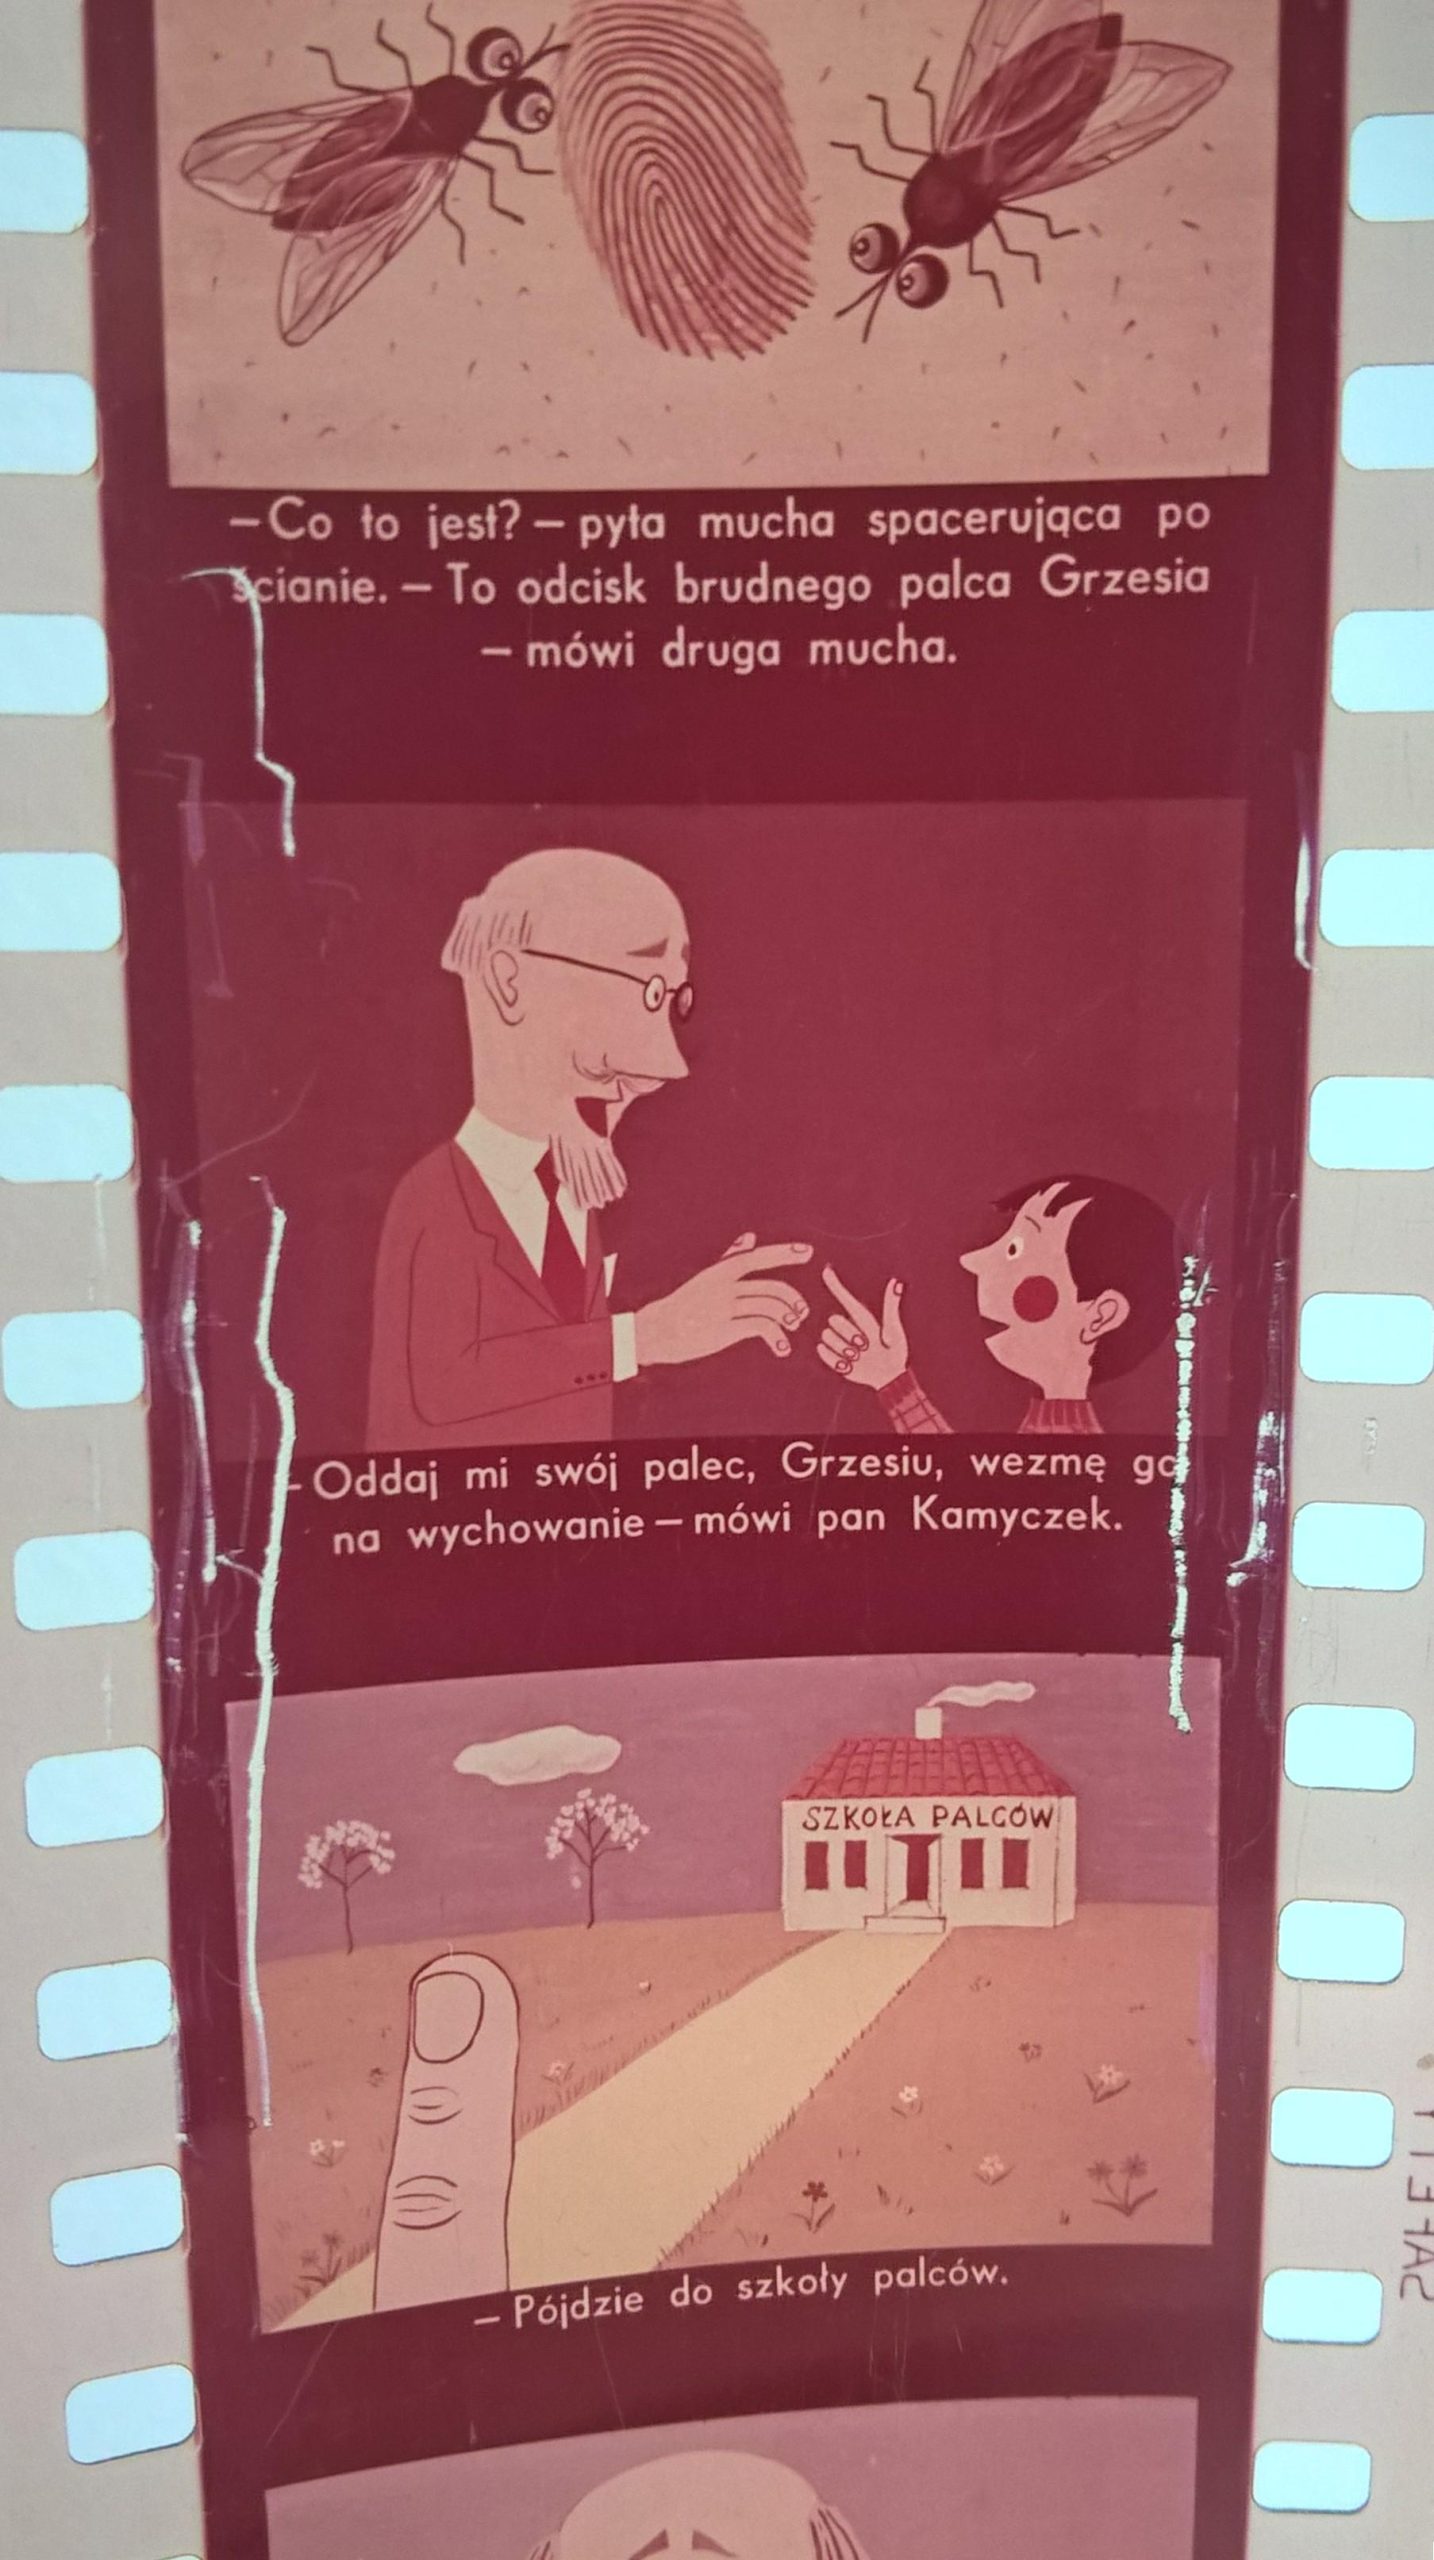 – Co to jest? – pyta mucha spacerująca po
ścianie. – To odcisk brudnego palca Grzesia
– mówi druga mucha.
– Oddaj mi swój palec, Grzesiu, wezmę go
na wychowanie – mówi pan Kamyczek.
SZKOŁA PALCÓW
– Pójdzie do szkoły palców.
SAFETY